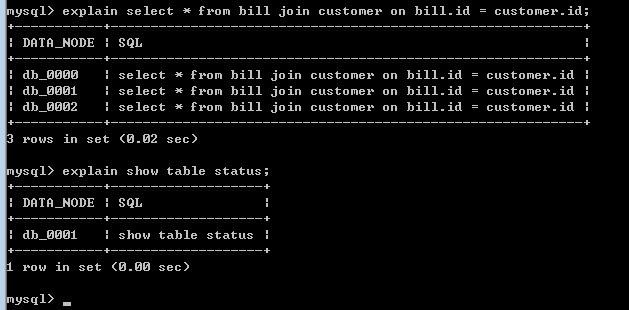 mysql> explain select * from bill join customer on bill.id = customer.id;
+-----------+------------------------------------------------------------+
| DATA_NODE | SQL                                                        |
+-----------+------------------------------------------------------------+
| db_0000   | select * from bill join customer on bill.id = customer.id |
| db_0001   | select * from bill join customer on bill.id = customer.id |
| db_0002   | select * from bill join customer on bill.id = customer.id |
+-----------+------------------------------------------------------------+
3 rows in set (0.02 sec)
mysql> explain show table status;
+-----------+-------------------+
| DATA_NODE | SQL               |
+-----------+-------------------+
| db_0001   | show table status |
+-----------+-------------------+
1 row in set (0.00 sec)
mysql> _